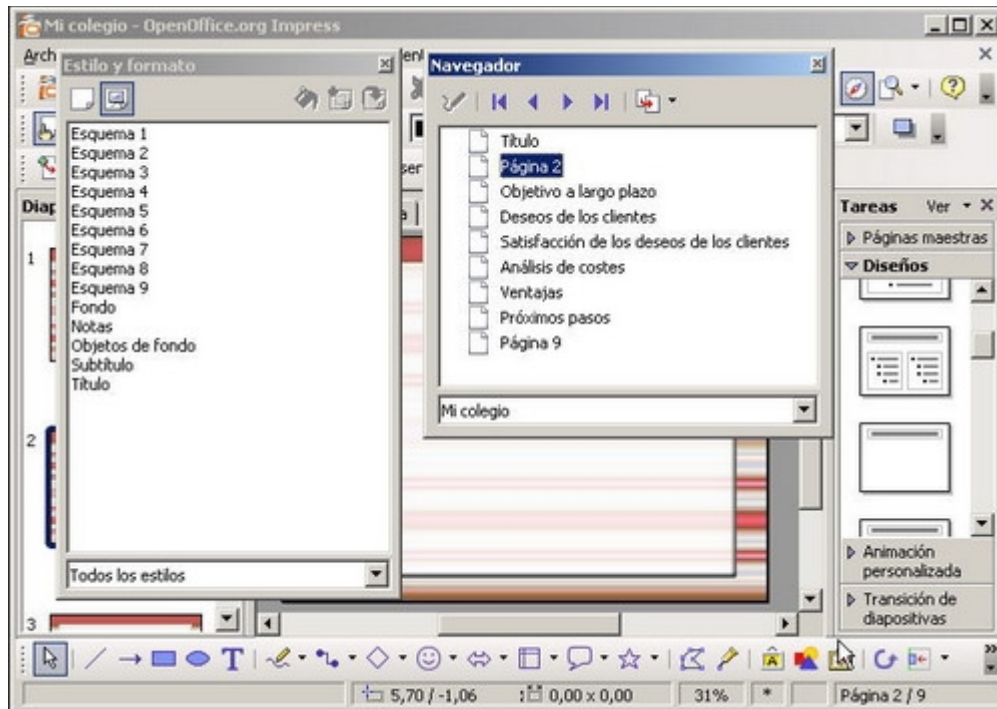 Mi colegio - OpenOffice.org Impress
Estilo y formato
Esquema 1
Esquema 2
Esquema 3
Esquema 4
Esquema 5
Esquema 6
Esquema 7
Esquema 8
Esquema 9
Fondo
Notas
Objetos de fondo
Subtítulo
Título
Todos los estilos
Navegador
Título
Página 2
Objetivo a largo plazo
Deseos de los clientes
Satisfacción de los deseos de los clientes
Análisis de costes
Ventajas
Próximos pasos
Página 9
Mi colegio
1
2
3
Tareas Ver
Páginas maestras
Diseños
Animación
personalizada
Transición de
diapositivas
5,70 / -1,06 0,00 x 0,00 31% * Página 2 / 9